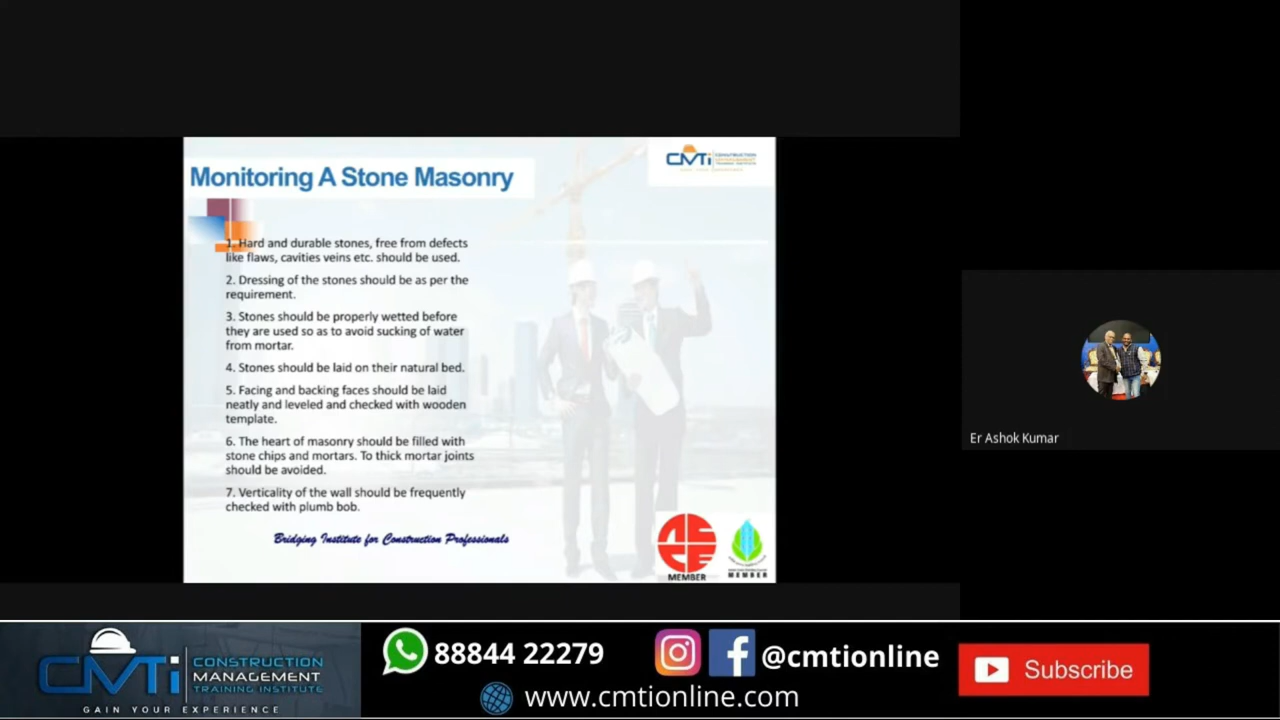 Monitoring A Stone Masonry
CMTi CONSTRUCTION
MANAGEMENT
TRAINING INSTITUTE
1. Hard and durable stones, free from defects
like flaws, cavities veins etc. should be used.
2. Dressing of the stones should be as per the
requirement.
3. Stones should be properly wetted before
they are used so as to avoid sucking of water
from mortar.
4. Stones should be laid on their natural bed.
5. Facing and backing faces should be laid
neatly and leveled and checked with wooden
template.
6. The heart of masonry should be filled with
stone chips and mortars. To thick mortar joints
should be avoided.
7. Verticality of the wall should be frequently
checked with plumb bob.
Bridging Institute for Construction Professionals
MEMBER
MEMBER
Er Ashok Kumar
CMTi CONSTRUCTION
MANAGEMENT
TRAINING INSTITUTE
GAIN YOUR EXPERIENCE
88844 22279
@cmtionline
www.cmtionline.com
Subscribe